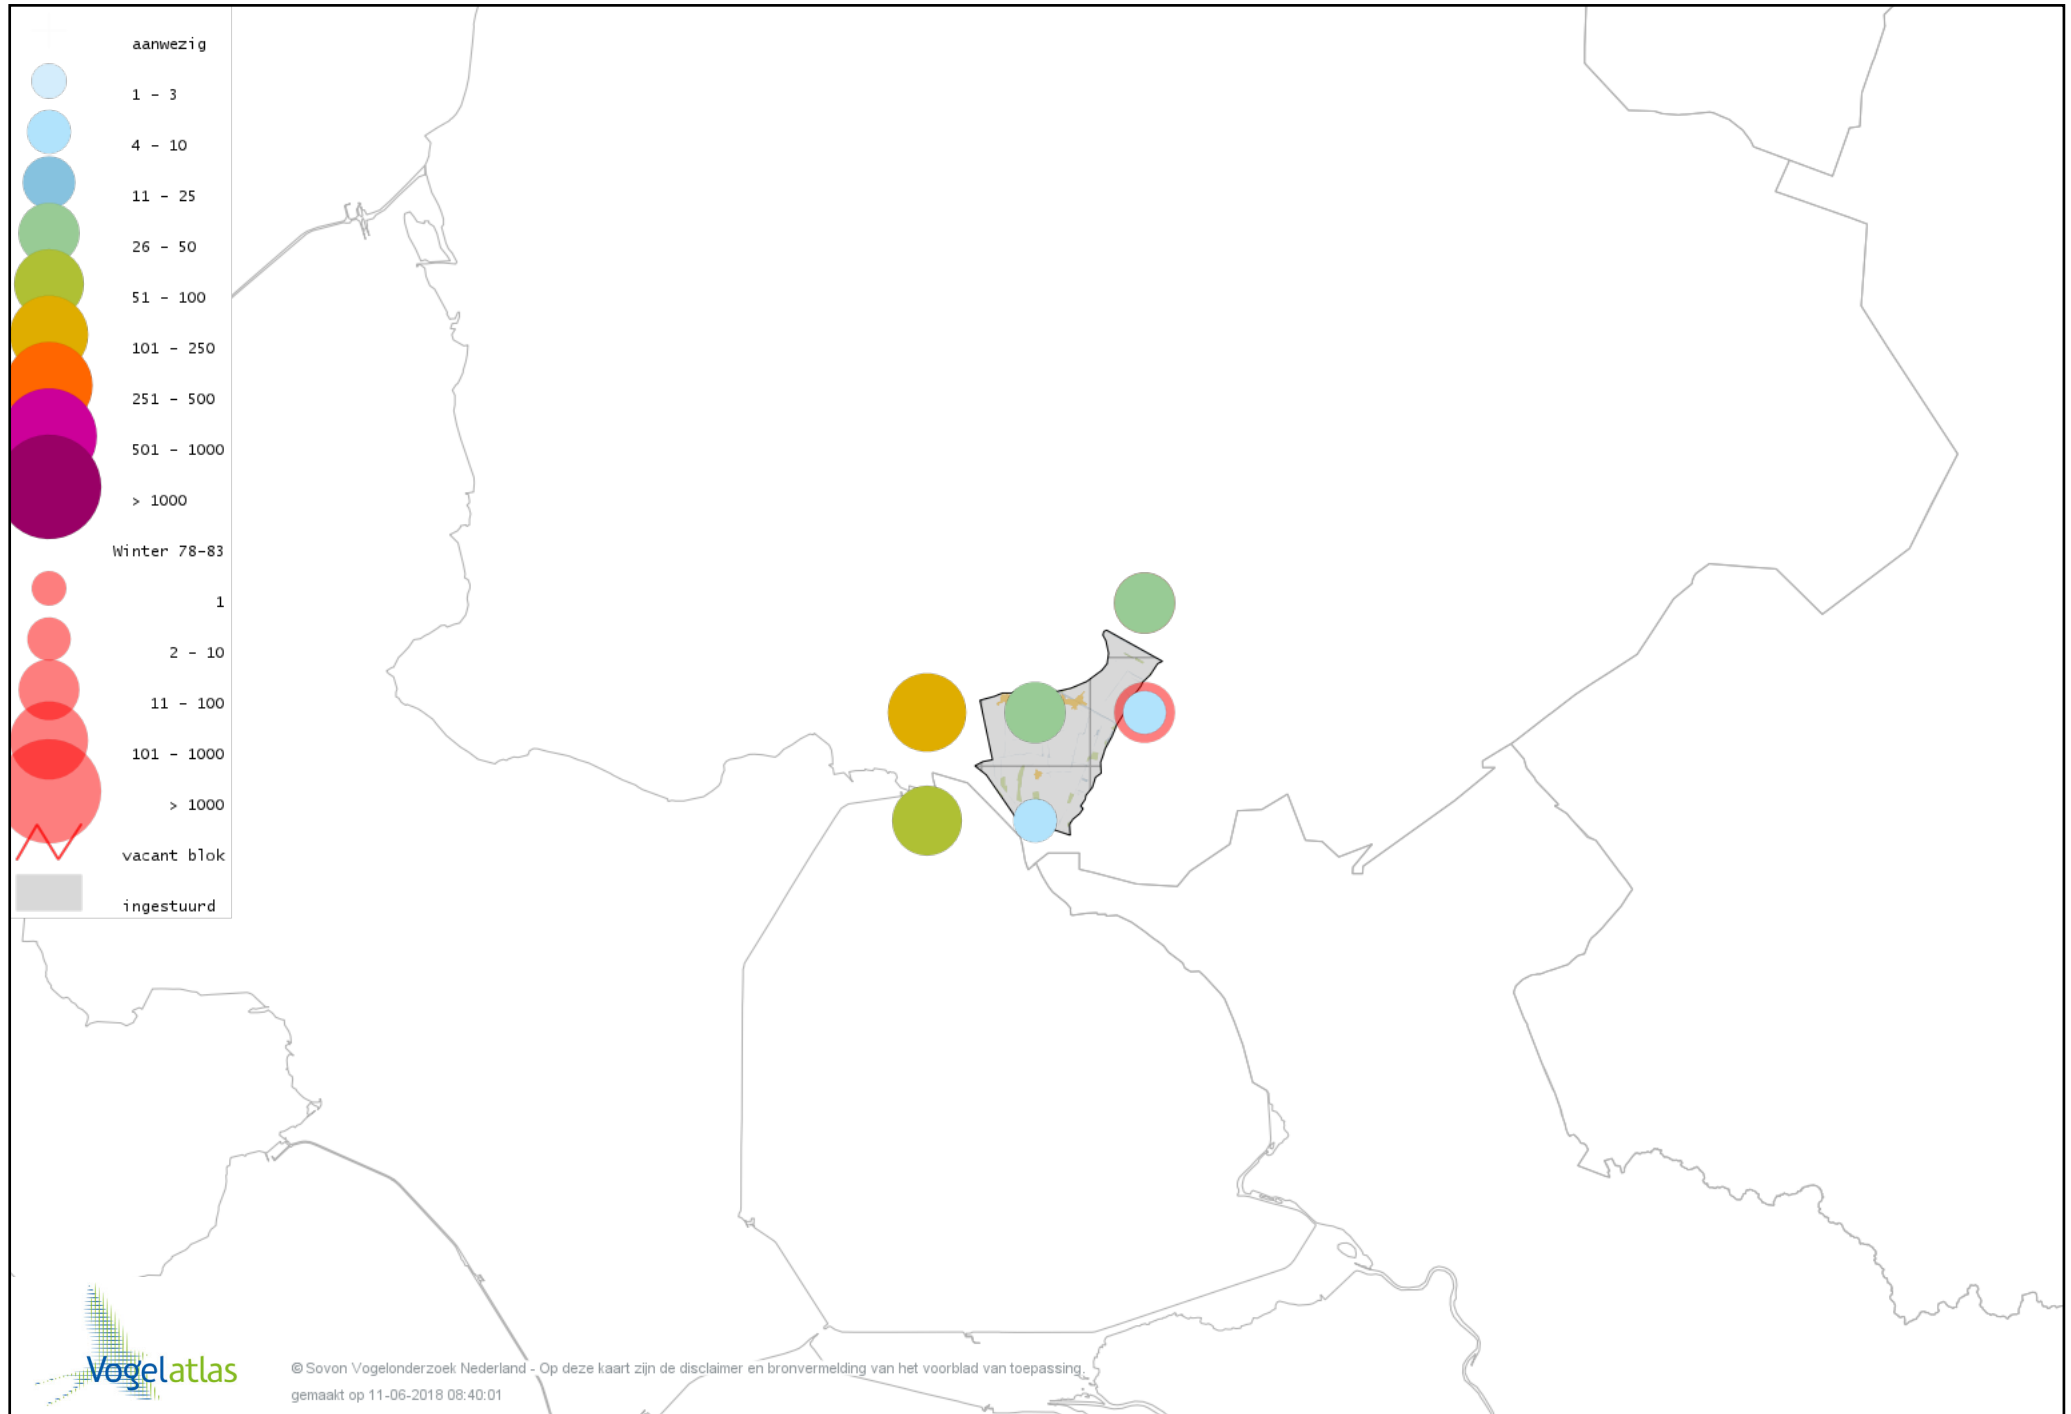 aanwezig
1 - 3
4 - 10
11 - 25
26 - 50
51 - 100
101 - 250
251 - 500
501 - 1000
> 1000
Winter 78-83
1
2 - 10
11 - 100
101 - 1000
> 1000
vacant blok
ingestuurd
Vogelatlas
© Sovon Vogelonderzoek Nederland - Op deze kaart zijn de disclaimer en bronvermelding van het voorblad van toepassing.
gemaakt op 11-06-2018 08:40:01